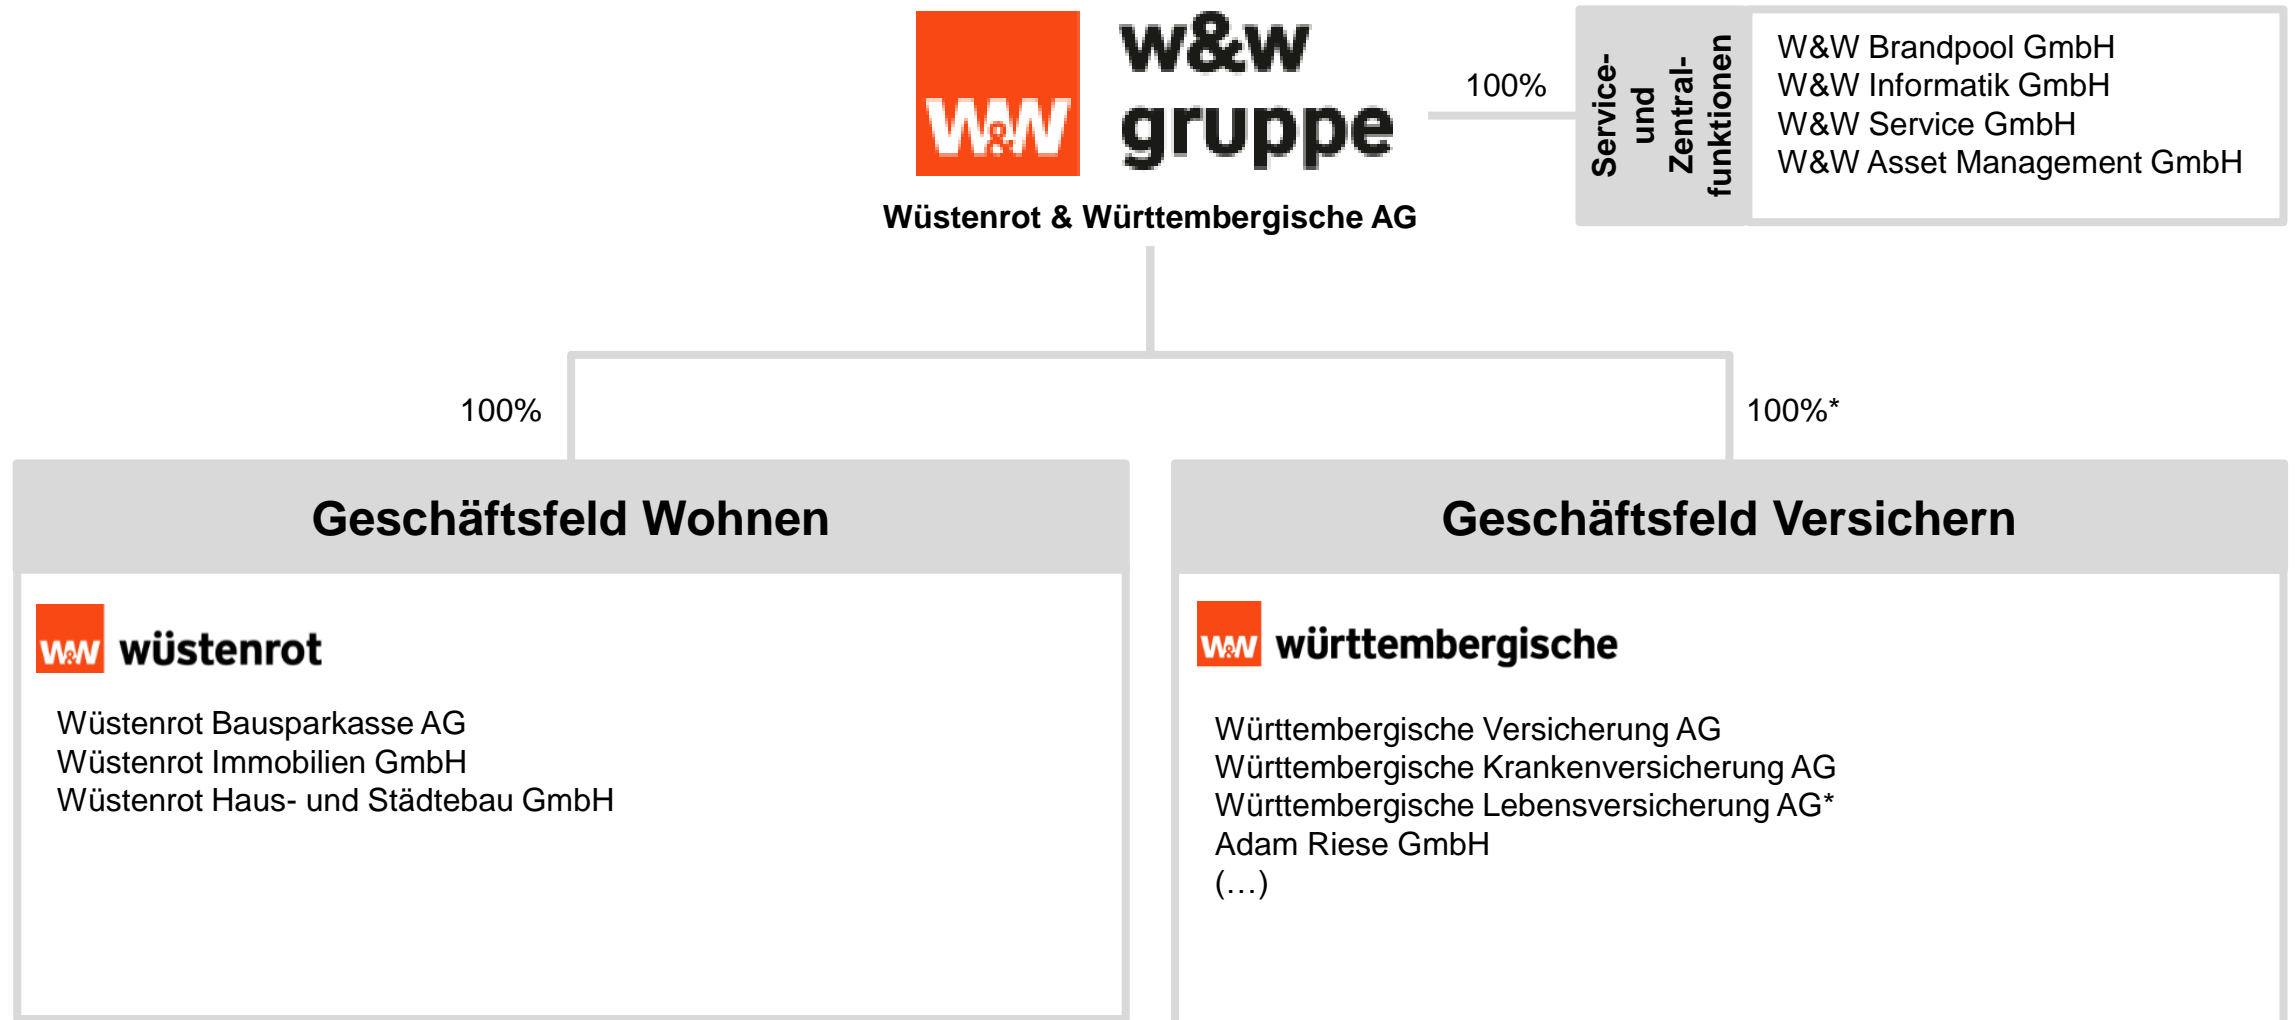 W&W
w&w
gruppe
Wüstenrot & Württembergische AG
100%
Service-
und
Zentral-
funktionen
W&W Brandpool GmbH
W&W Informatik GmbH
W&W Service GmbH
W&W Asset Management GmbH
100%
100%*
Geschäftsfeld Wohnen
W&W wüstenrot
Wüstenrot Bausparkasse AG
Wüstenrot Immobilien GmbH
Wüstenrot Haus- und Städtebau GmbH
Geschäftsfeld Versichern
W&W württembergische
Württembergische Versicherung AG
Württembergische Krankenversicherung AG
Württembergische Lebensversicherung AG*
Adam Riese GmbH
(…)